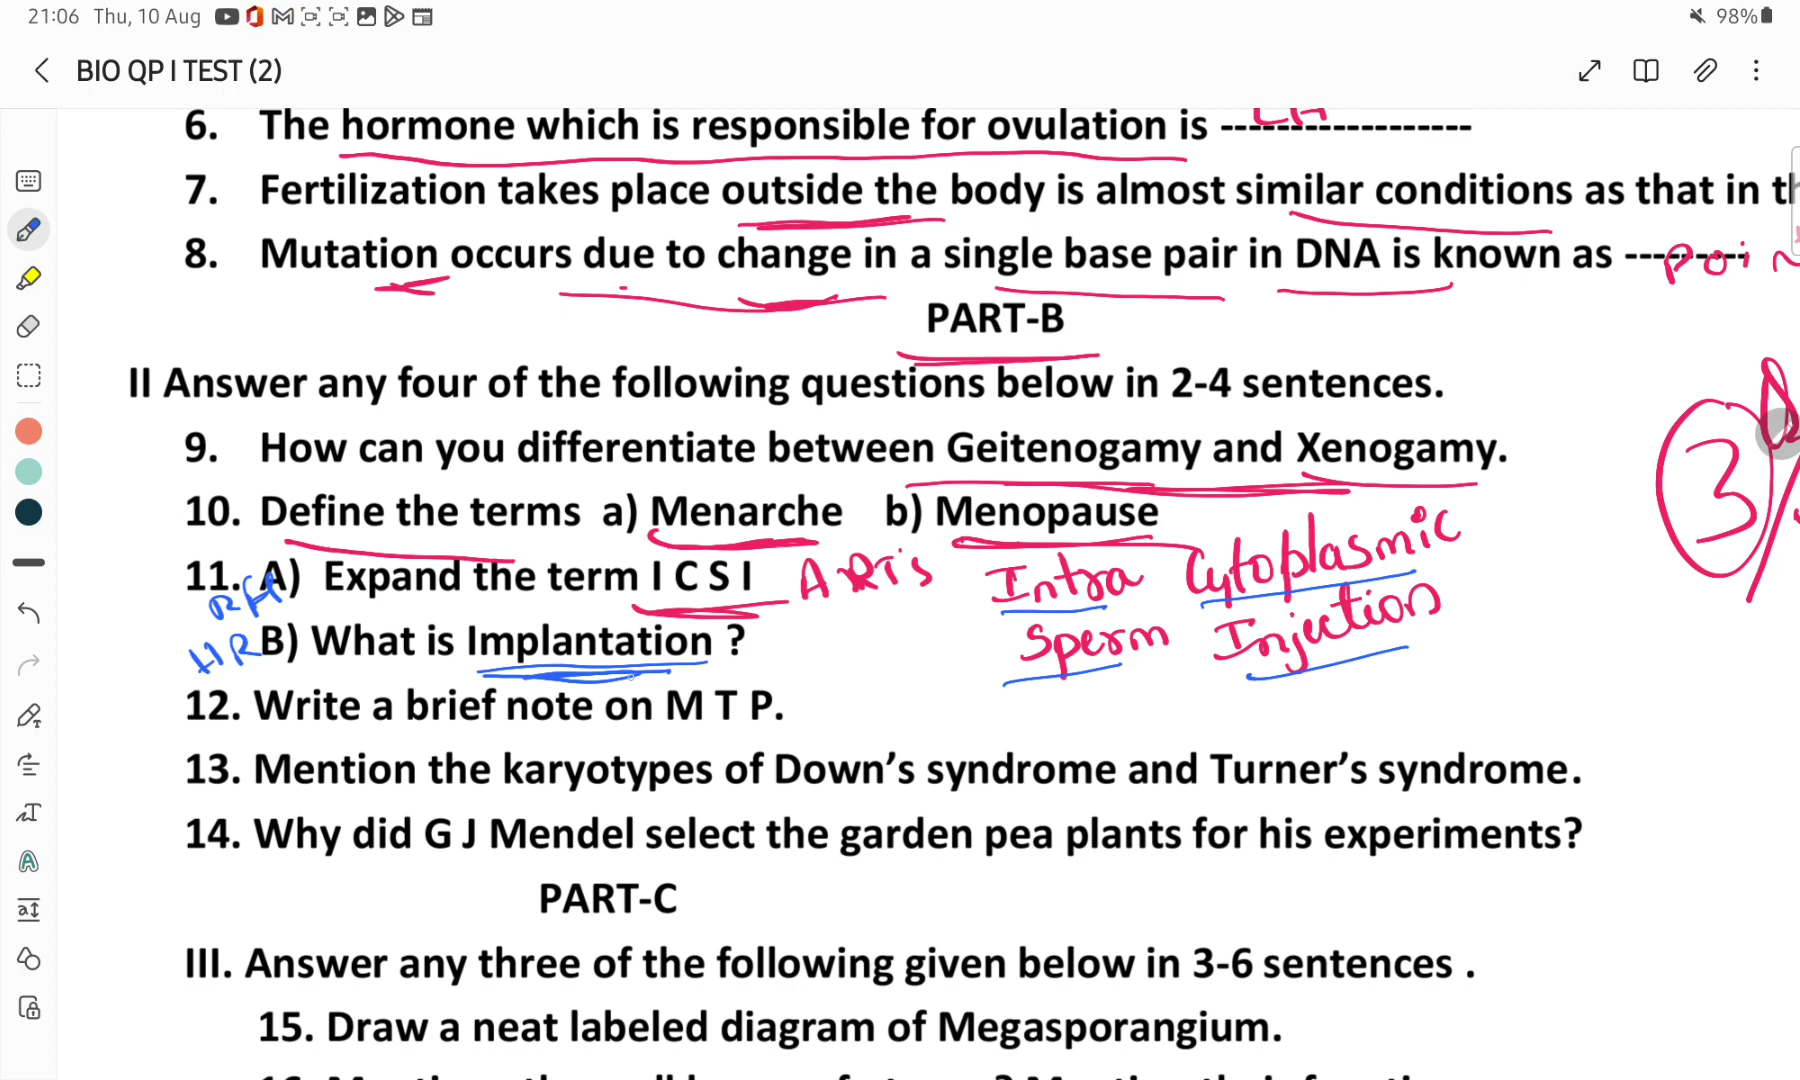 21:06 Thu, 10 Aug
98%
BIO QP I TEST (2)
6. The hormone which is responsible for ovulation is ------------------ LH
7. Fertilization takes place outside the body is almost similar conditions as that in th
8. Mutation occurs due to change in a single base pair in DNA is known as --------- Poin
PART-B
II Answer any four of the following questions below in 2-4 sentences.
9. How can you differentiate between Geitenogamy and Xenogamy.
3
10. Define the terms a) Menarche b) Menopause
11. A) Expand the term I C S I ARTs Intra Cytoplasmic
RH
Sperm Injection
HR B) What is Implantation ?
12. Write a brief note on M T P.
13. Mention the karyotypes of Down’s syndrome and Turner’s syndrome.
14. Why did G J Mendel select the garden pea plants for his experiments?
PART-C
III. Answer any three of the following given below in 3-6 sentences .
15. Draw a neat labeled diagram of Megasporangium.